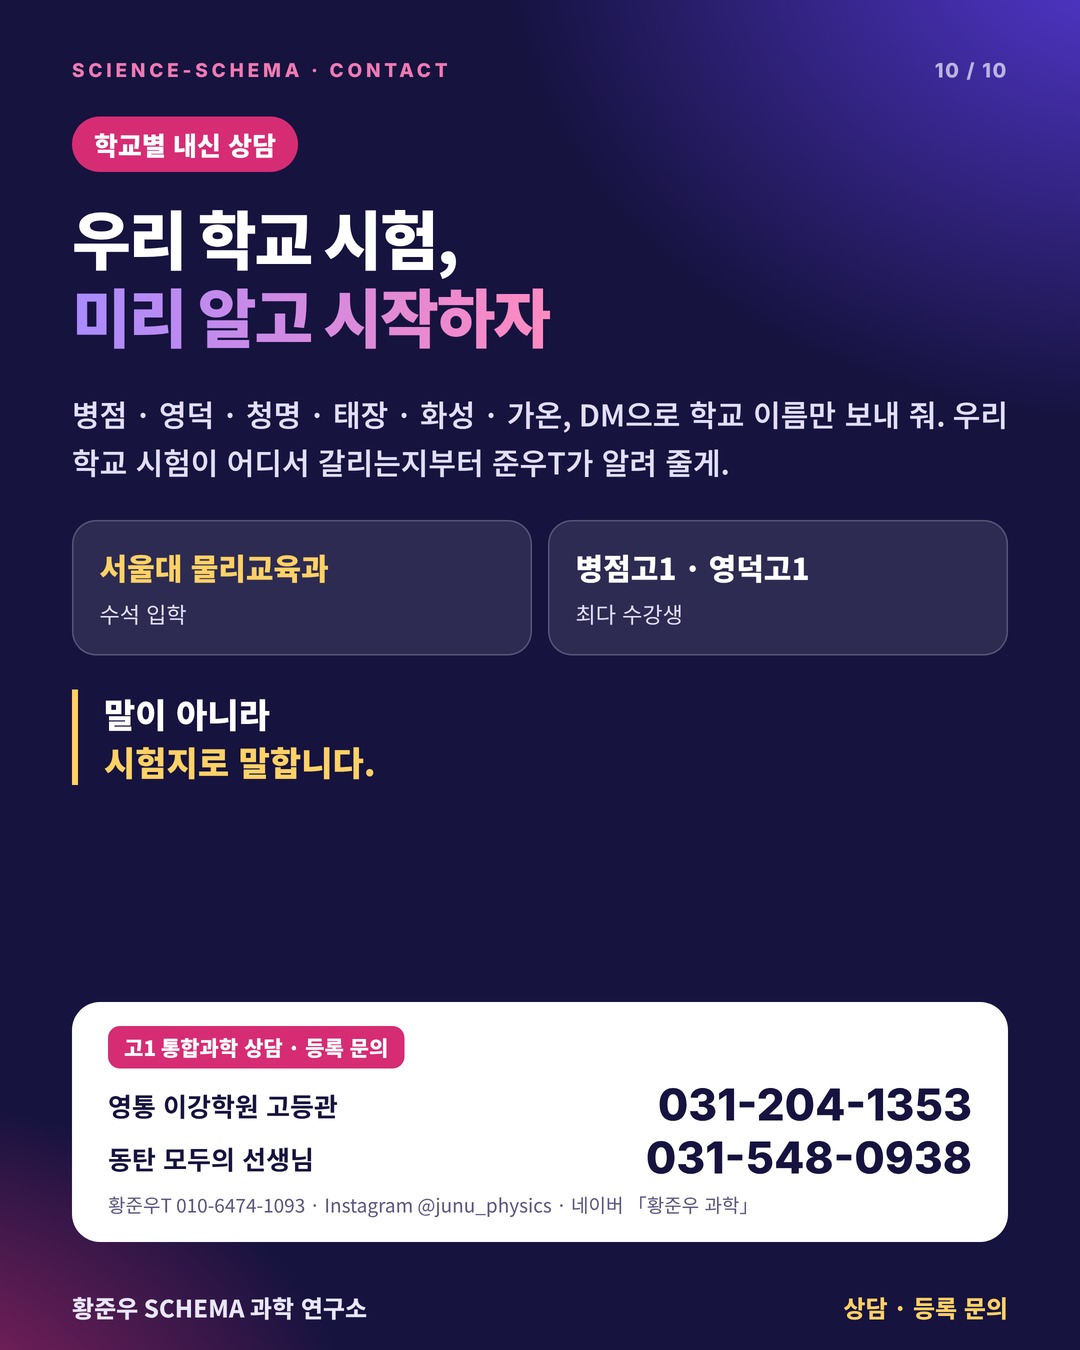 SCIENCE-SCHEMA · CONTACT
10 / 10
학교별 내신 상담
우리 학교 시험,
미리 알고 시작하자
병점 · 영덕 · 청명 · 태장 · 화성 · 가온, DM으로 학교 이름만 보내 줘. 우리
학교 시험이 어디서 갈리는지부터 준우T가 알려 줄게.
서울대 물리교육과
수석 입학
병점고1 · 영덕고1
최다 수강생
말이 아니라
시험지로 말합니다.
고1 통합과학 상담 · 등록 문의
영통 이강학원 고등관
031-204-1353
동탄 모두의 선생님
031-548-0938
황준우T 010-6474-1093 · Instagram @junu_physics · 네이버 「황준우 과학」
황준우 SCHEMA 과학 연구소
상담 · 등록 문의